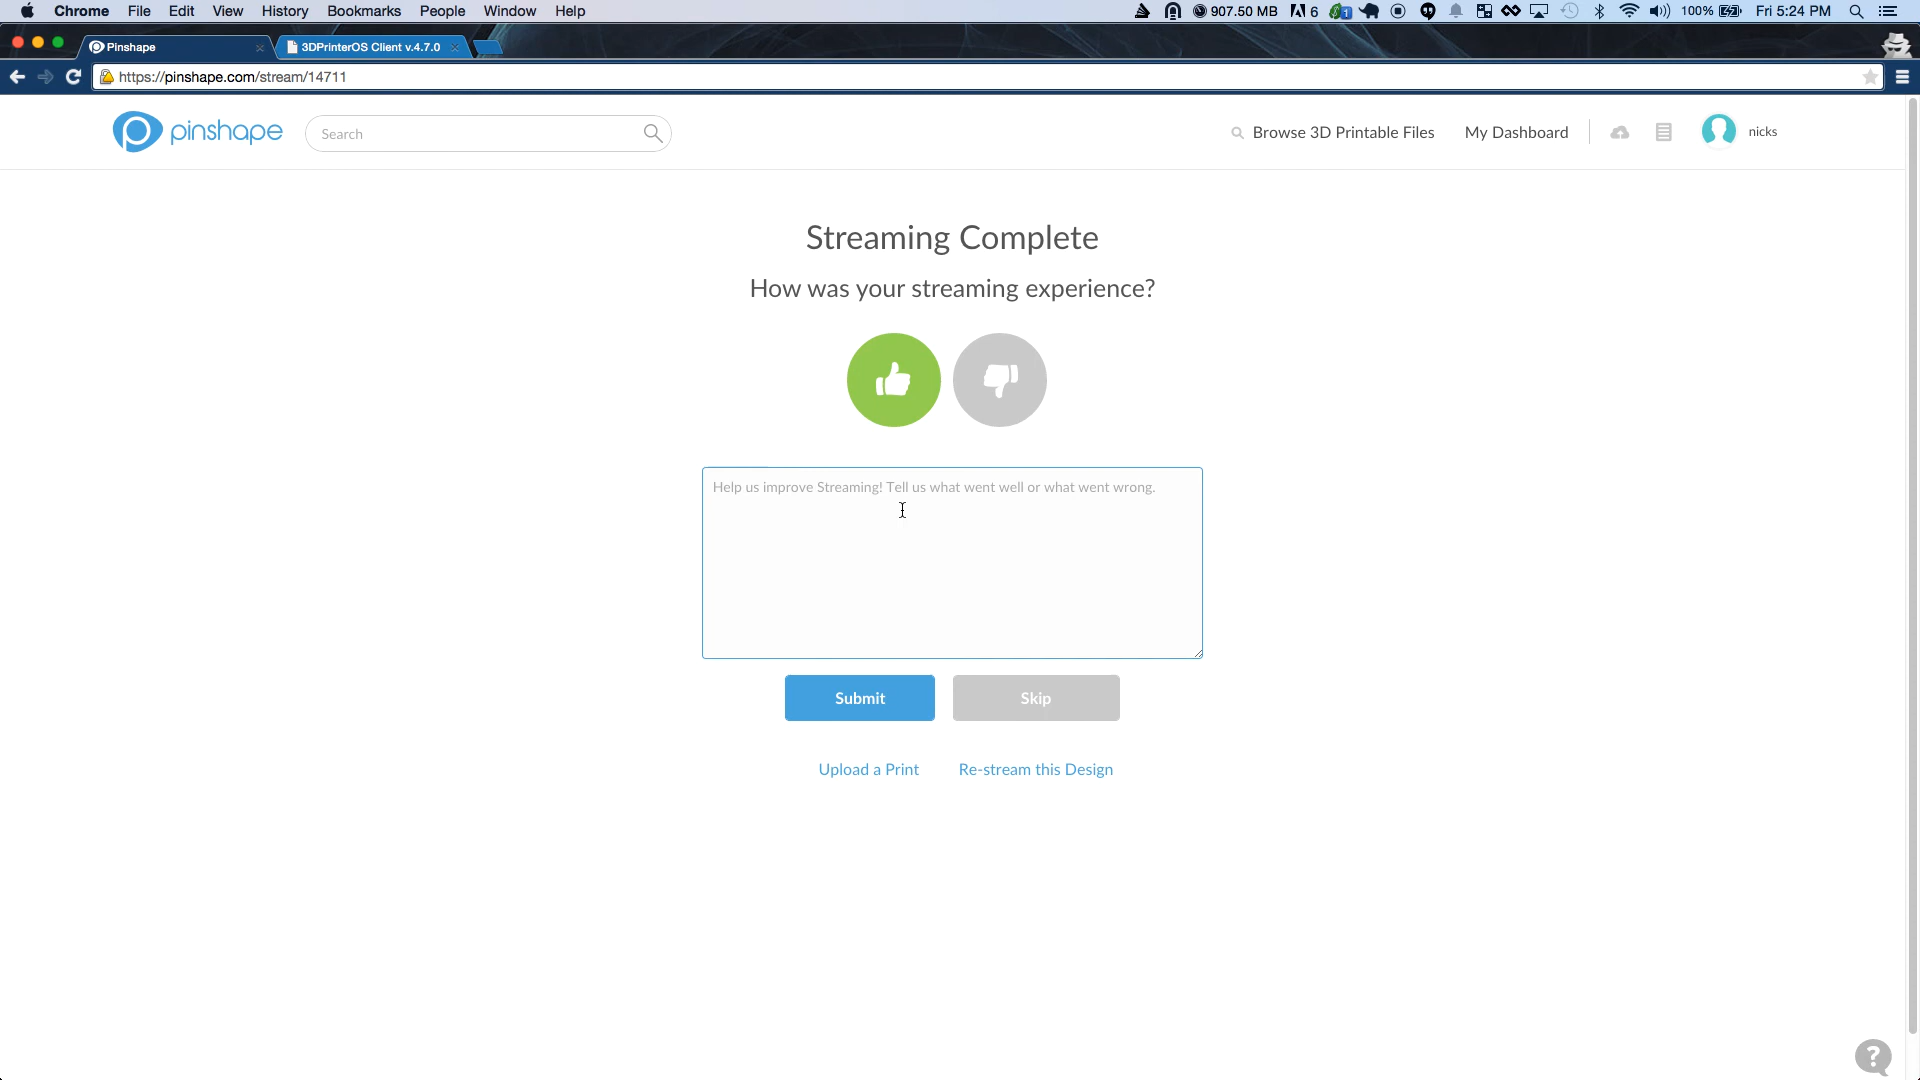 Chrome File Edit View History Bookmarks People Window Help 907.50 MB 6 1 100% Fri 5:24 PM
Pinshape 3DPrinterOS Client v.4.7.0
https://pinshape.com/stream/14711
pinshape Search Browse 3D Printable Files My Dashboard nicks
Streaming Complete
How was your streaming experience?
Help us improve Streaming! Tell us what went well or what went wrong.
Submit Skip
Upload a Print Re-stream this Design
?